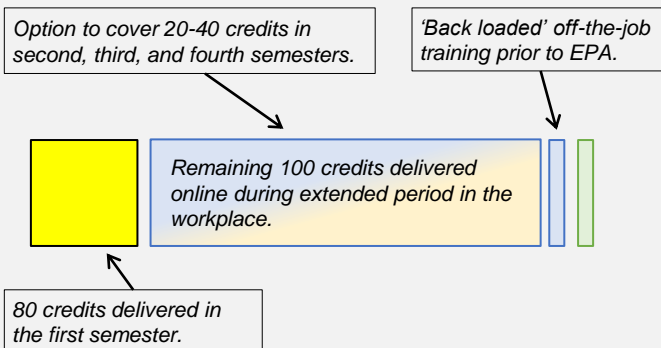 Option to cover 20-40 credits in
second, third, and fourth semesters.
‘Back loaded’ off-the-job
training prior to EPA.
Remaining 100 credits delivered
online during extended period in the
workplace.
80 credits delivered in
the first semester.